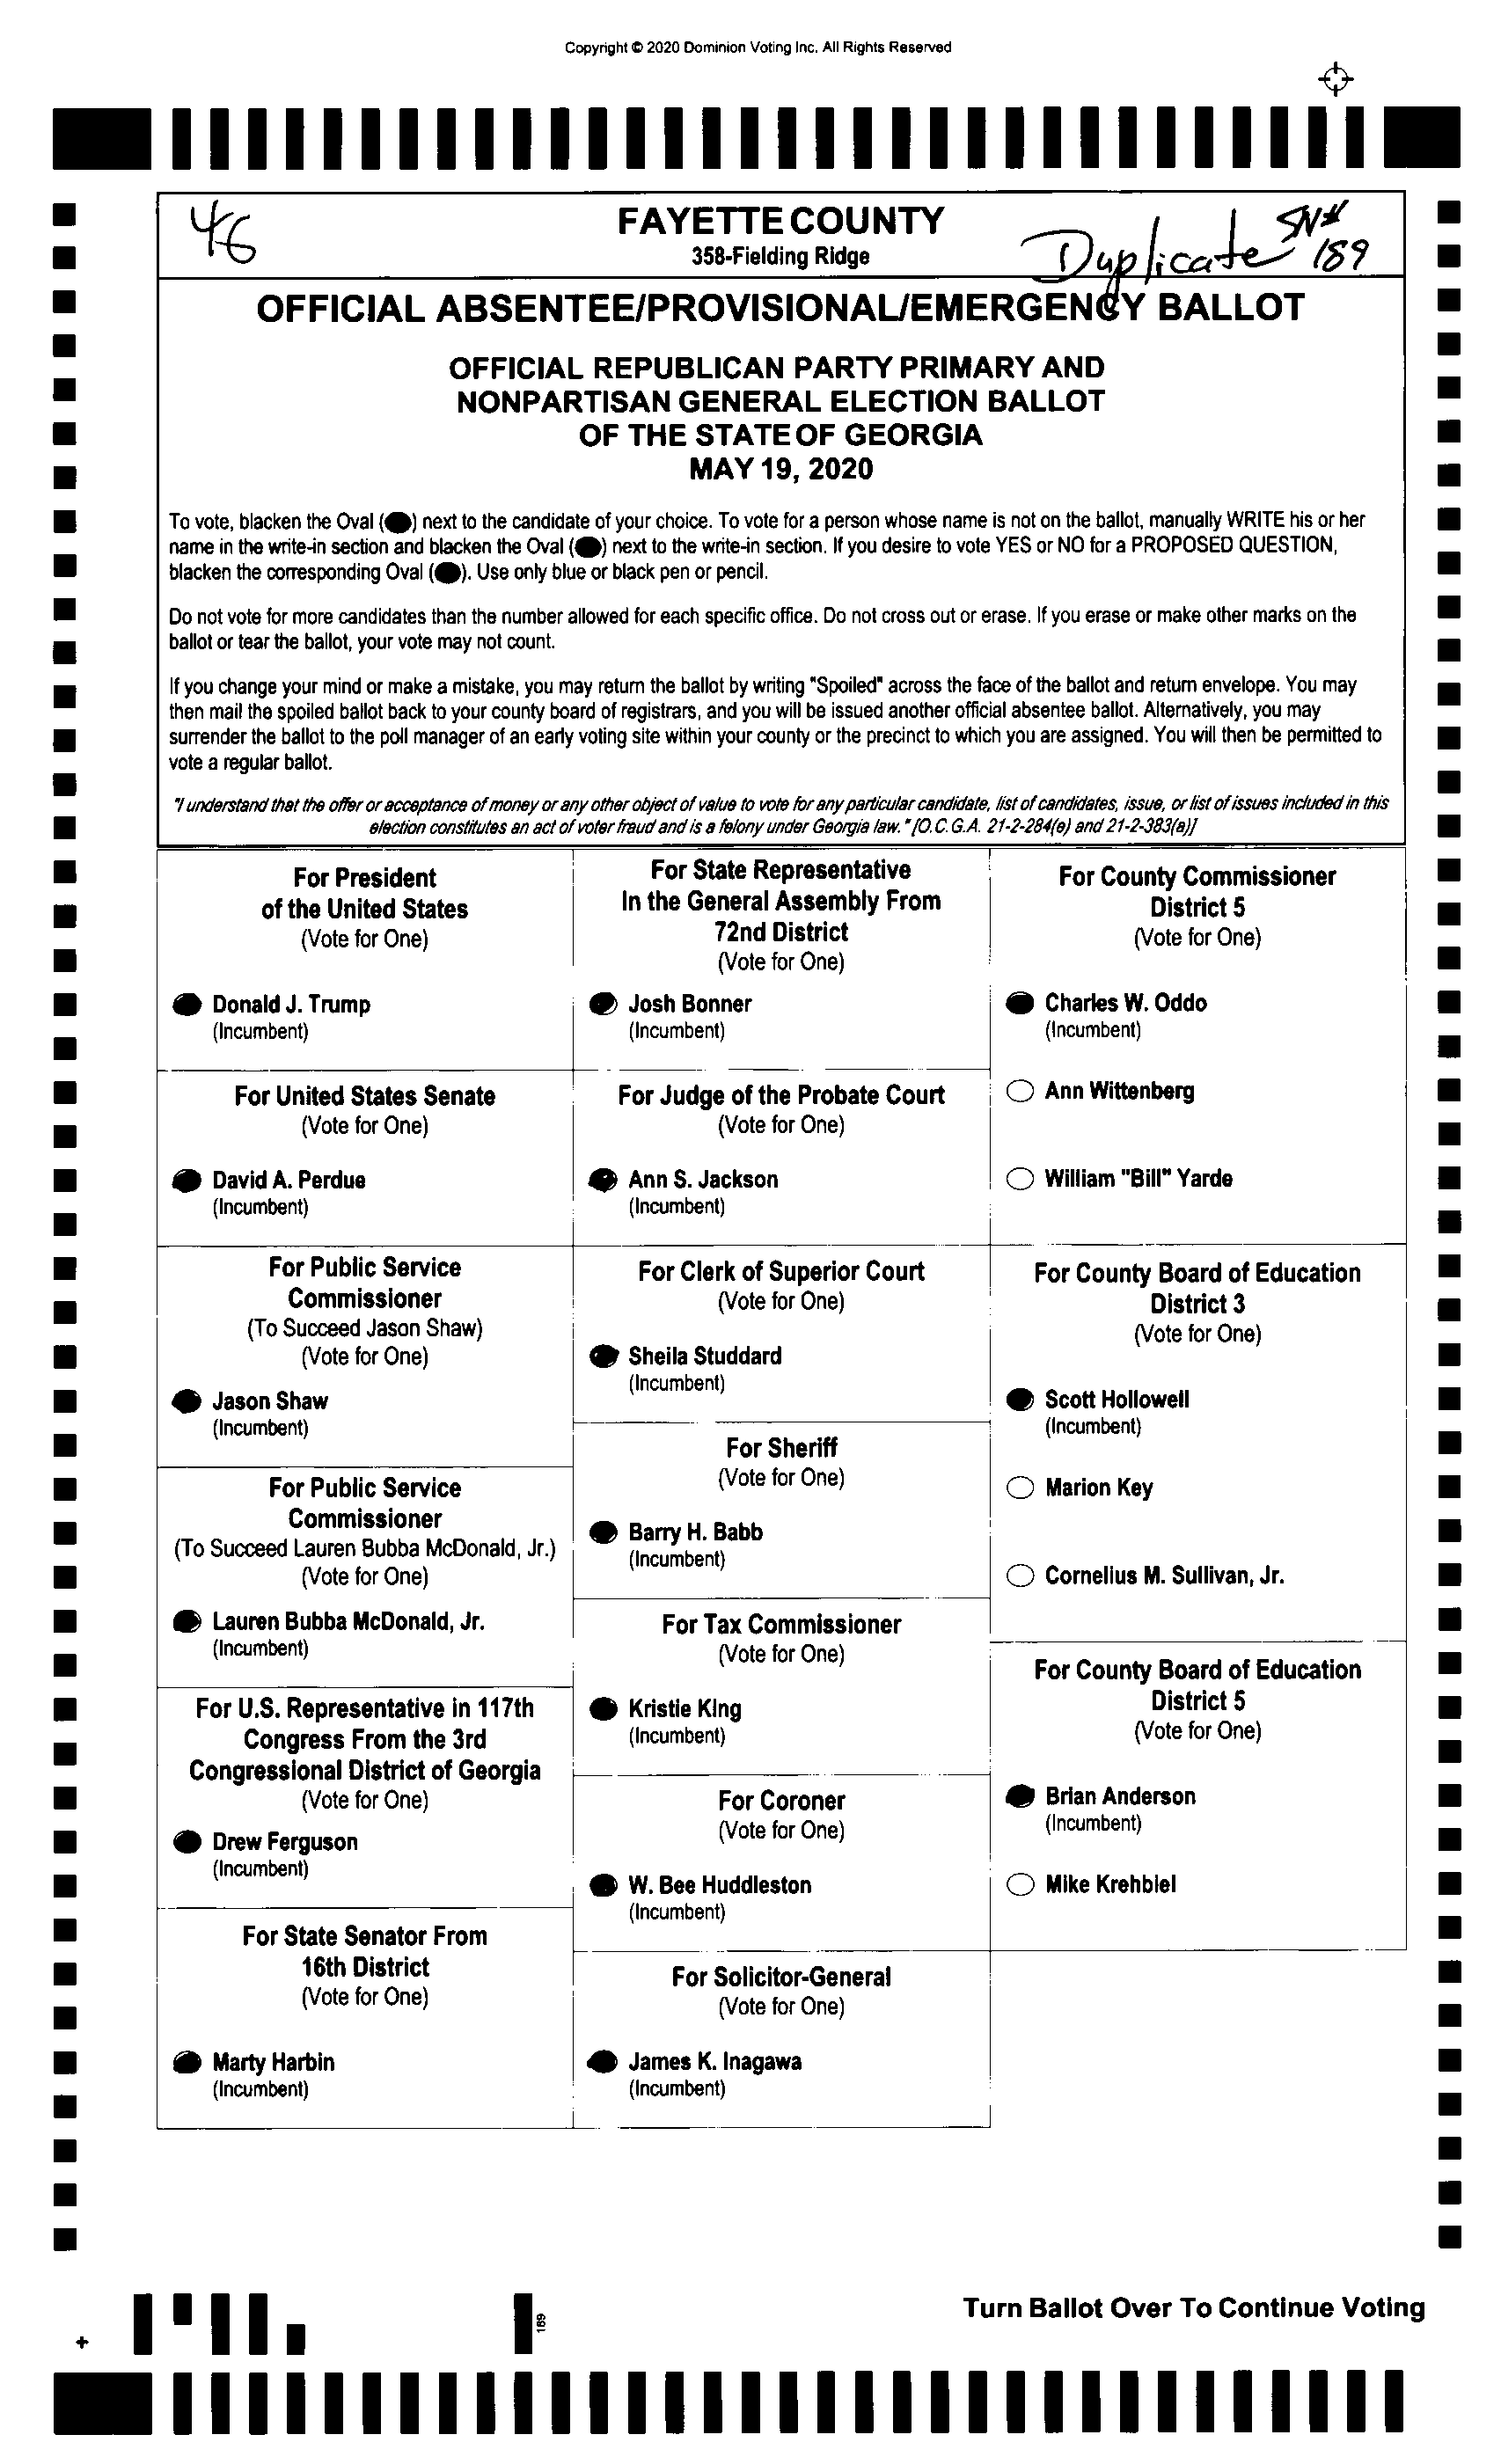 Copyright © 2020 Dominion Voting Inc. All Rights Reserved
46
FAYETTE COUNTY
358-Fielding Ridge
Duplicate SN# 189
OFFICIAL ABSENTEE/PROVISIONAL/EMERGENCY BALLOT
OFFICIAL REPUBLICAN PARTY PRIMARY AND
NONPARTISAN GENERAL ELECTION BALLOT
OF THE STATE OF GEORGIA
MAY 19, 2020
To vote, blacken the Oval () next to the candidate of your choice. To vote for a person whose name is not on the ballot, manually WRITE his or her
name in the write-in section and blacken the Oval () next to the write-in section. If you desire to vote YES or NO for a PROPOSED QUESTION,
blacken the corresponding Oval (). Use only blue or black pen or pencil.
Do not vote for more candidates than the number allowed for each specific office. Do not cross out or erase. If you erase or make other marks on the
ballot or tear the ballot, your vote may not count.
If you change your mind or make a mistake, you may return the ballot by writing "Spoiled" across the face of the ballot and return envelope. You may
then mail the spoiled ballot back to your county board of registrars, and you will be issued another official absentee ballot. Alternatively, you may
surrender the ballot to the poll manager of an early voting site within your county or the precinct to which you are assigned. You will then be permitted to
vote a regular ballot.
"I understand that the offer or acceptance of money or any other object of value to vote for any particular candidate, list of candidates, issue, or list of issues included in this
election constitutes an act of voter fraud and is a felony under Georgia law." [O.C.G.A. 21-2-284(e) and 21-2-383(a)]
For President
of the United States
(Vote for One)
Donald J. Trump
(Incumbent)
For United States Senate
(Vote for One)
David A. Perdue
(Incumbent)
For Public Service
Commissioner
(To Succeed Jason Shaw)
(Vote for One)
Jason Shaw
(Incumbent)
For Public Service
Commissioner
(To Succeed Lauren Bubba McDonald, Jr.)
(Vote for One)
Lauren Bubba McDonald, Jr.
(Incumbent)
For U.S. Representative in 117th
Congress From the 3rd
Congressional District of Georgia
(Vote for One)
Drew Ferguson
(Incumbent)
For State Senator From
16th District
(Vote for One)
Marty Harbin
(Incumbent)
For State Representative
In the General Assembly From
72nd District
(Vote for One)
Josh Bonner
(Incumbent)
For Judge of the Probate Court
(Vote for One)
Ann S. Jackson
(Incumbent)
For Clerk of Superior Court
(Vote for One)
Sheila Studdard
(Incumbent)
For Sheriff
(Vote for One)
Barry H. Babb
(Incumbent)
For Tax Commissioner
(Vote for One)
Kristie King
(Incumbent)
For Coroner
(Vote for One)
W. Bee Huddleston
(Incumbent)
For Solicitor-General
(Vote for One)
James K. Inagawa
(Incumbent)
For County Commissioner
District 5
(Vote for One)
Charles W. Oddo
(Incumbent)
Ann Wittenberg
William "Bill" Yarde
For County Board of Education
District 3
(Vote for One)
Scott Hollowell
(Incumbent)
Marion Key
Cornelius M. Sullivan, Jr.
For County Board of Education
District 5
(Vote for One)
Brian Anderson
(Incumbent)
Mike Krehbiel
169
Turn Ballot Over To Continue Voting